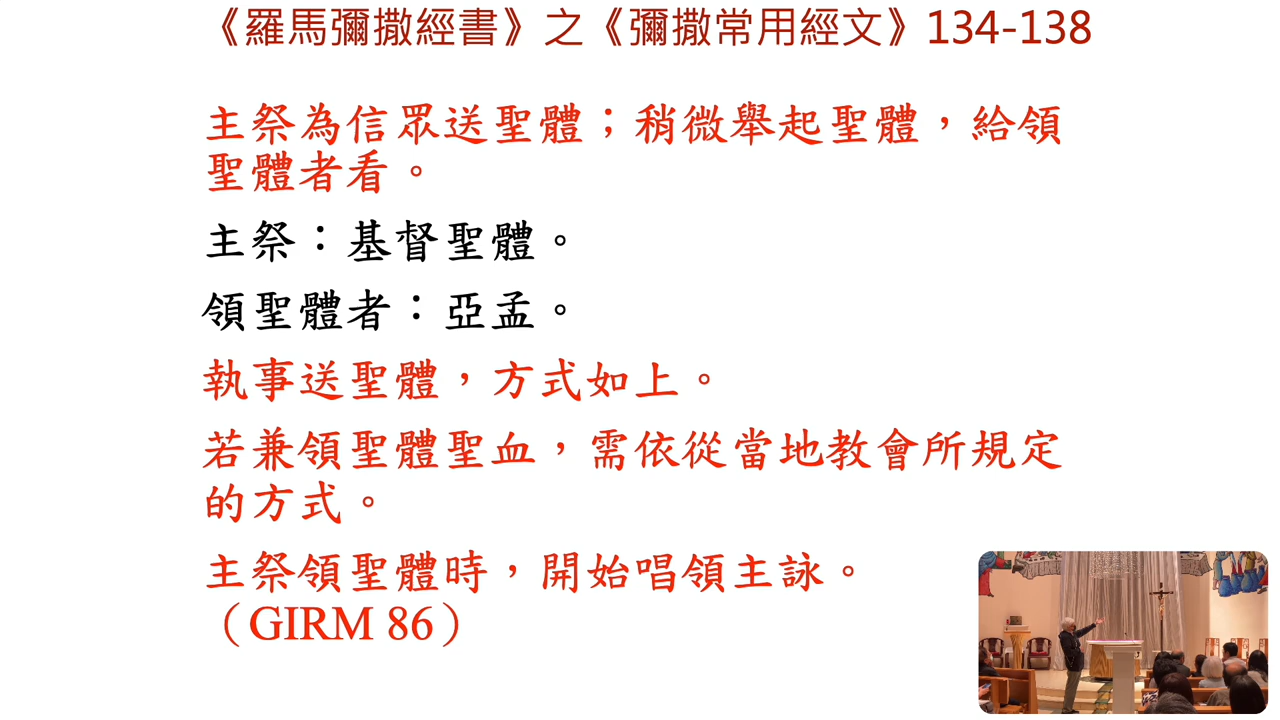 《羅馬彌撒經書》之《彌撒常用經文》134-138
主祭為信眾送聖體；稍微舉起聖體，給領
聖體者看。
主祭：基督聖體。
領聖體者：亞孟。
執事送聖體，方式如上。
若兼領聖體聖血，需依從當地教會所規定
的方式。
主祭領聖體時，開始唱領主詠。
（GIRM 86）